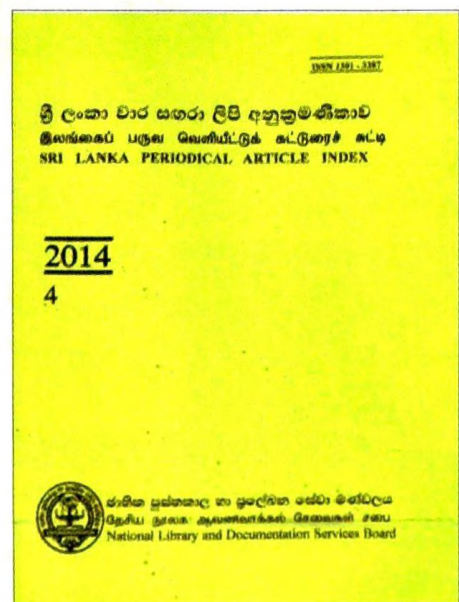 ISSN 1391 - 3387
ශ්‍රී ලංකා වාර සඟරා ලිපි අනුක්‍රමණිකාව
இலங்கைப் பருவ வெளியீட்டுக் கட்டுரைச் சுட்டி
SRI LANKA PERIODICAL ARTICLE INDEX
2014
4
ජාතික පුස්තකාල හා ප්‍රලේඛන සේවා මණ්ඩලය
தேசிய நூலக ஆவணவாக்கல் சேவைகள் சபை
National Library and Documentation Services Board